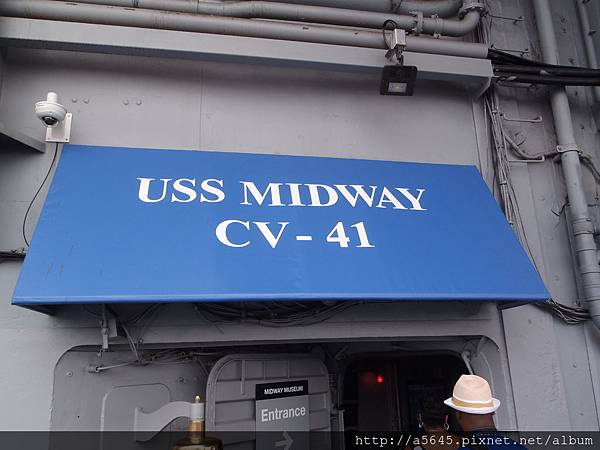 USS MIDWAY
CV - 41
MIDWAY MUSEUM
Entrance
http://a5645.pixnet.net/album